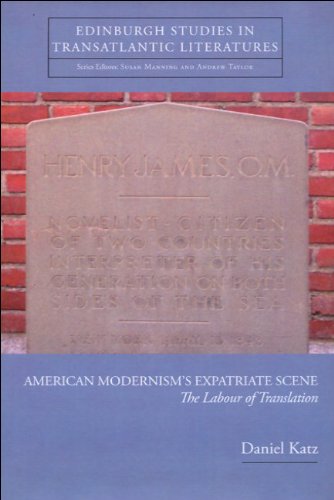 EDINBURGH STUDIES IN
TRANSATLANTIC LITERATURES
Series Editors: SUSAN MANNING AND ANDREW TAYLOR
HENRY JAMES, O.M.
NOVELIST · CITIZEN
OF TWO COUNTRIES
INTERPRETER OF HIS
GENERATION ON BOTH
SIDES OF THE SEA
NEW YORK
AMERICAN MODERNISM'S EXPATRIATE SCENE
The Labour of Translation
Daniel Katz